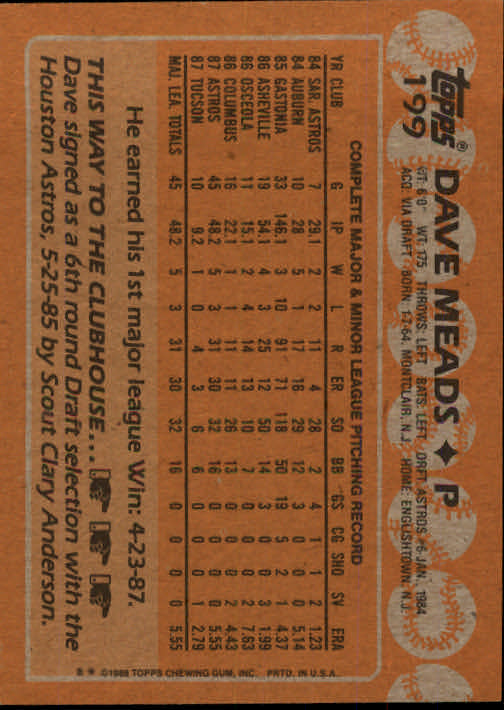 topps® DAVE MEADS ♦ P
199
HT: 6'0" WT: 175 THROWS: LEFT BATS: LEFT DRFT: ASTROS #6-JAN., 1984
ACQ: VIA DRAFT BORN: 1-7-64, MONTCLAIR, N.J. HOME: ENGLISHTOWN, N.J.
COMPLETE MAJOR & MINOR LEAGUE PITCHING RECORD
YR CLUB G IP W L R ER SO BB GS CG SHO SV ERA
84 SAR. ASTROS 7 29.1 2 2 11 4 28 2 4 1 1 2 1.23
84 AUBURN 10 28 5 1 17 16 29 12 3 0 0 0 5.14
85 GASTONIA 33 146.1 3 10 91 71 118 50 19 5 2 1 4.37
86 ASHEVILLE 19 54.1 4 3 25 12 50 14 3 2 0 3 1.99
86 OSCEOLA 11 15.1 2 4 14 13 10 7 0 0 0 2 7.63
86 COLUMBUS 16 22.1 1 1 11 11 26 13 0 0 0 2 4.43
87 ASTROS 45 48.2 5 3 31 30 32 16 0 0 0 0 5.55
87 TUCSON 10 9.2 1 0 4 3 6 6 0 0 0 1 2.79
MAJ. LEA. TOTALS 45 48.2 5 3 31 30 32 16 0 0 0 0 5.55
He earned his 1st major league Win: 4-23-87.
THIS WAY TO THE CLUBHOUSE...
Dave signed as a 6th round Draft selection with the
Houston Astros, 5-25-85 by Scout Clary Anderson.
©1988 TOPPS CHEWING GUM, INC. PRTD. IN U.S.A.